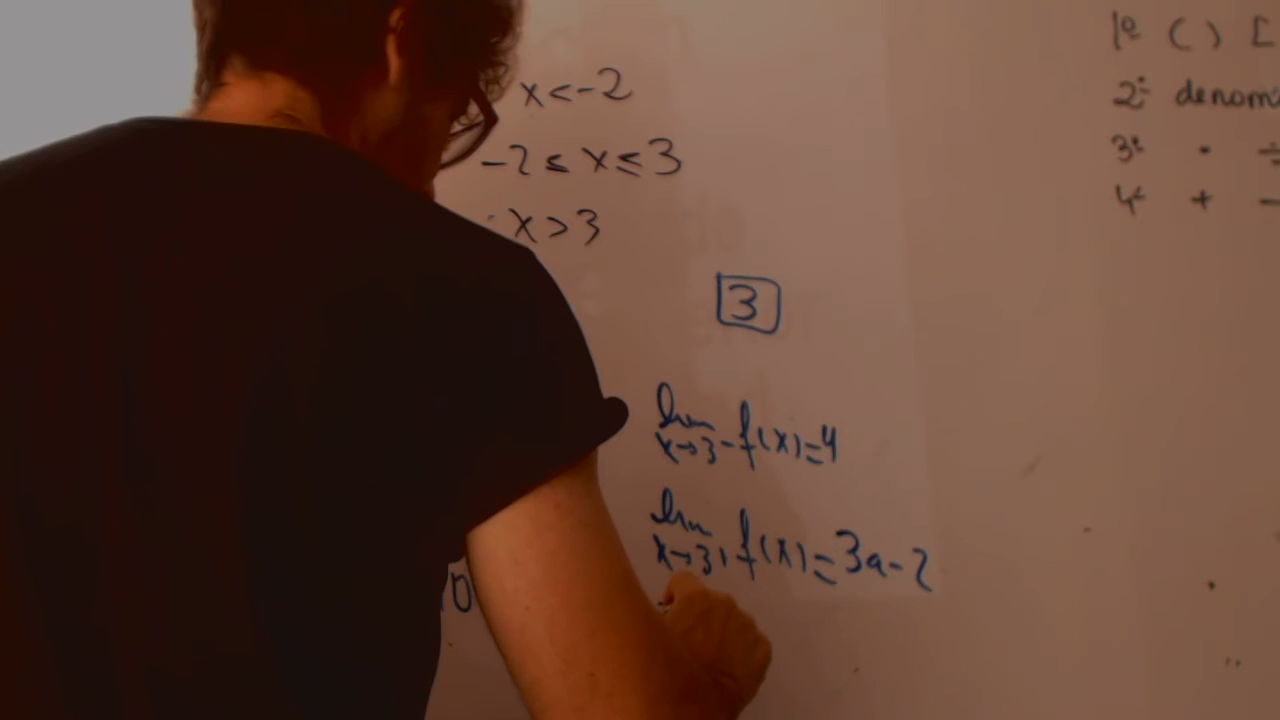 x<-2
-2≤x≤3
x>3
3
lim f(x)=4
x→3-
lim f(x)=3a-2
x→3+
1º ( ) [
2º denom
3º · ÷
4º + -